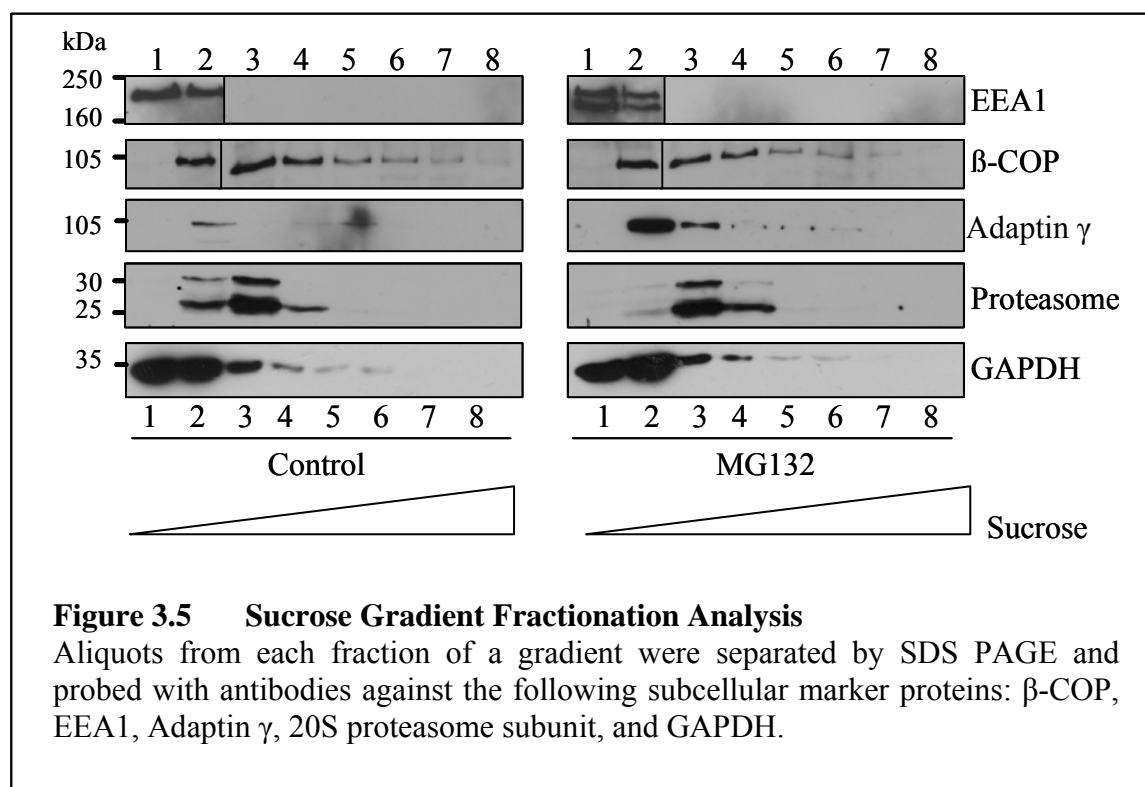 kDa
1 2 3 4 5 6 7 8 1 2 3 4 5 6 7 8
250
160
EEA1
105
ß-COP
105
Adaptin γ
30
25
Proteasome
35
GAPDH
1 2 3 4 5 6 7 8 1 2 3 4 5 6 7 8
Control MG132
Sucrose
Figure 3.5 Sucrose Gradient Fractionation Analysis
Aliquots from each fraction of a gradient were separated by SDS PAGE and
probed with antibodies against the following subcellular marker proteins: β-COP,
EEA1, Adaptin γ, 20S proteasome subunit, and GAPDH.